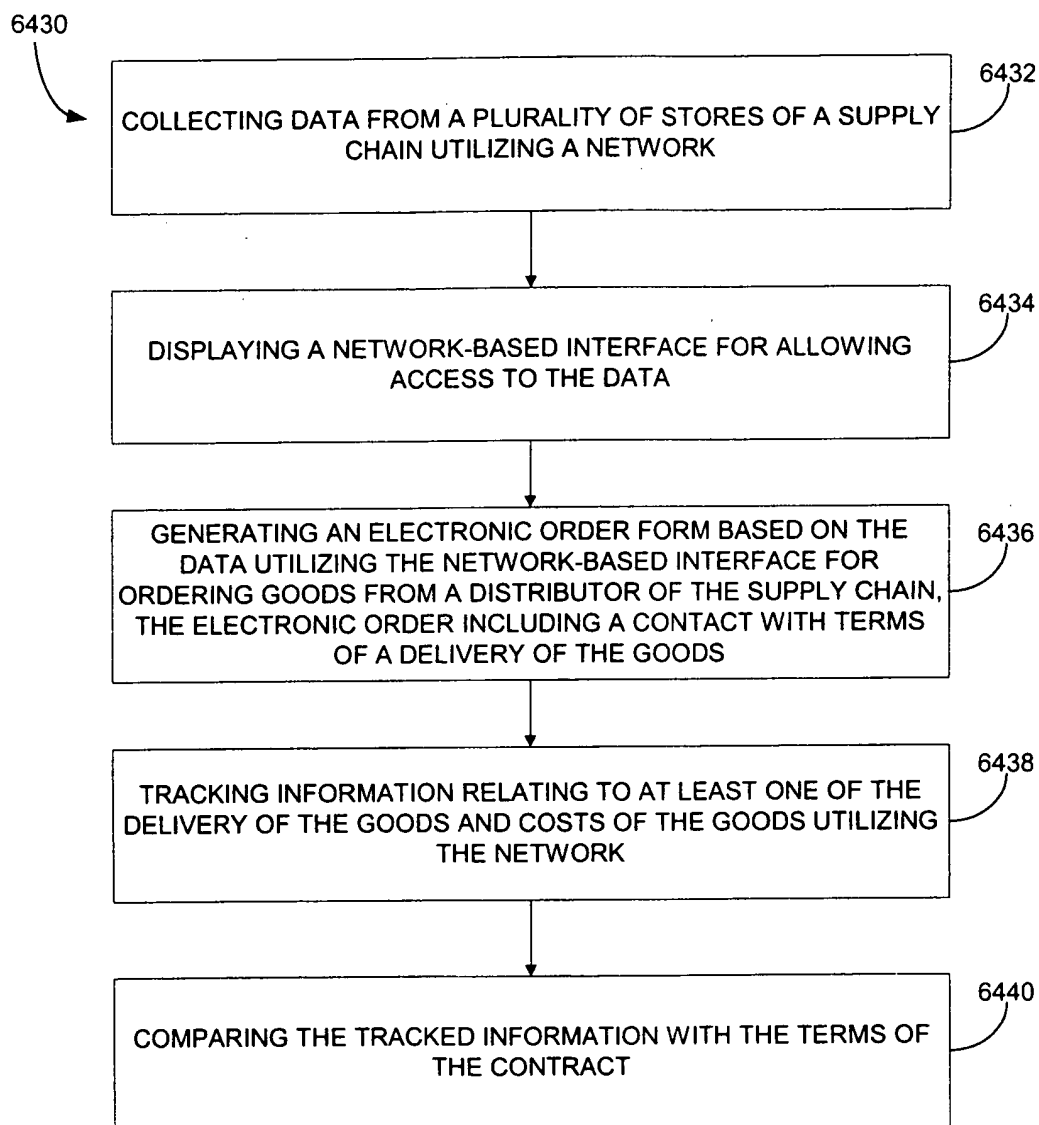 6430
6432
COLLECTING DATA FROM A PLURALITY OF STORES OF A SUPPLY
CHAIN UTILIZING A NETWORK
6434
DISPLAYING A NETWORK-BASED INTERFACE FOR ALLOWING
ACCESS TO THE DATA
6436
GENERATING AN ELECTRONIC ORDER FORM BASED ON THE
DATA UTILIZING THE NETWORK-BASED INTERFACE FOR
ORDERING GOODS FROM A DISTRIBUTOR OF THE SUPPLY CHAIN,
THE ELECTRONIC ORDER INCLUDING A CONTACT WITH TERMS
OF A DELIVERY OF THE GOODS
6438
TRACKING INFORMATION RELATING TO AT LEAST ONE OF THE
DELIVERY OF THE GOODS AND COSTS OF THE GOODS UTILIZING
THE NETWORK
6440
COMPARING THE TRACKED INFORMATION WITH THE TERMS OF
THE CONTRACT